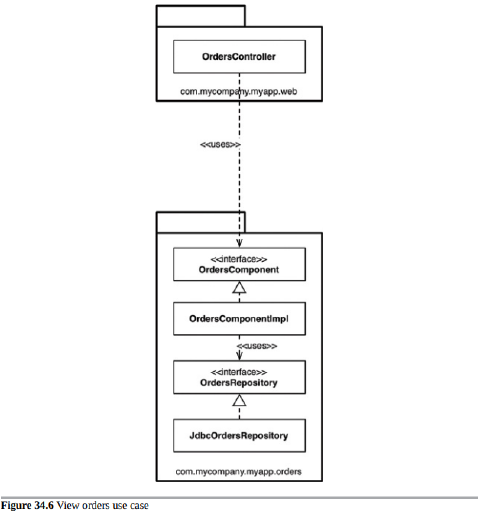 OrdersController
com.mycompany.myapp.web
<<uses>>
<<interface>>
OrdersComponent
OrdersComponentImpl
<<uses>>
<<interface>>
OrdersRepository
JdbcOrdersRepository
com.mycompany.myapp.orders
Figure 34.6 View orders use case